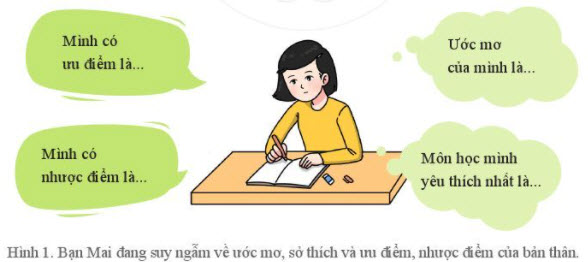 Mình có
ưu điểm là...
Ước mơ
của mình là...
Mình có
nhược điểm là...
Môn học mình
yêu thích nhất là...
Hình 1. Bạn Mai đang suy ngẫm về ước mơ, sở thích và ưu điểm, nhược điểm của bản thân.